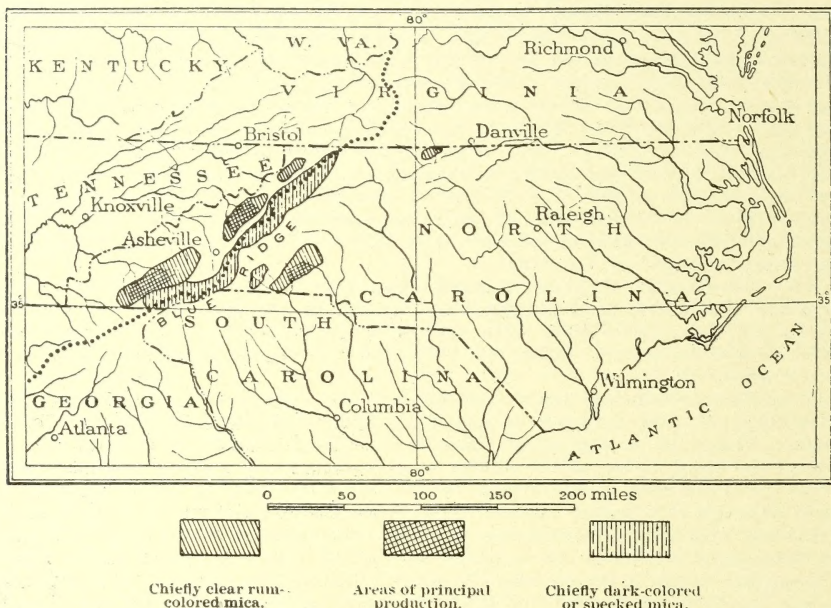 80°
W. VA.
Richmond
KENTUCKY
VIRGINIA
Norfolk
Bristol
Danville
TENNESSEE
Knoxville
Raleigh
Asheville
NORTH
BLUE RIDGE
35
CAROLINA
35°
SOUTH
CAROLINA
Wilmington
GEORGIA
Columbia
Atlanta
ATLANTIC OCEAN
80°
0 50 100 150 200 miles
Chiefly clear rum-
colored mica.
Areas of principal
production.
Chiefly dark-colored
or specked mica.